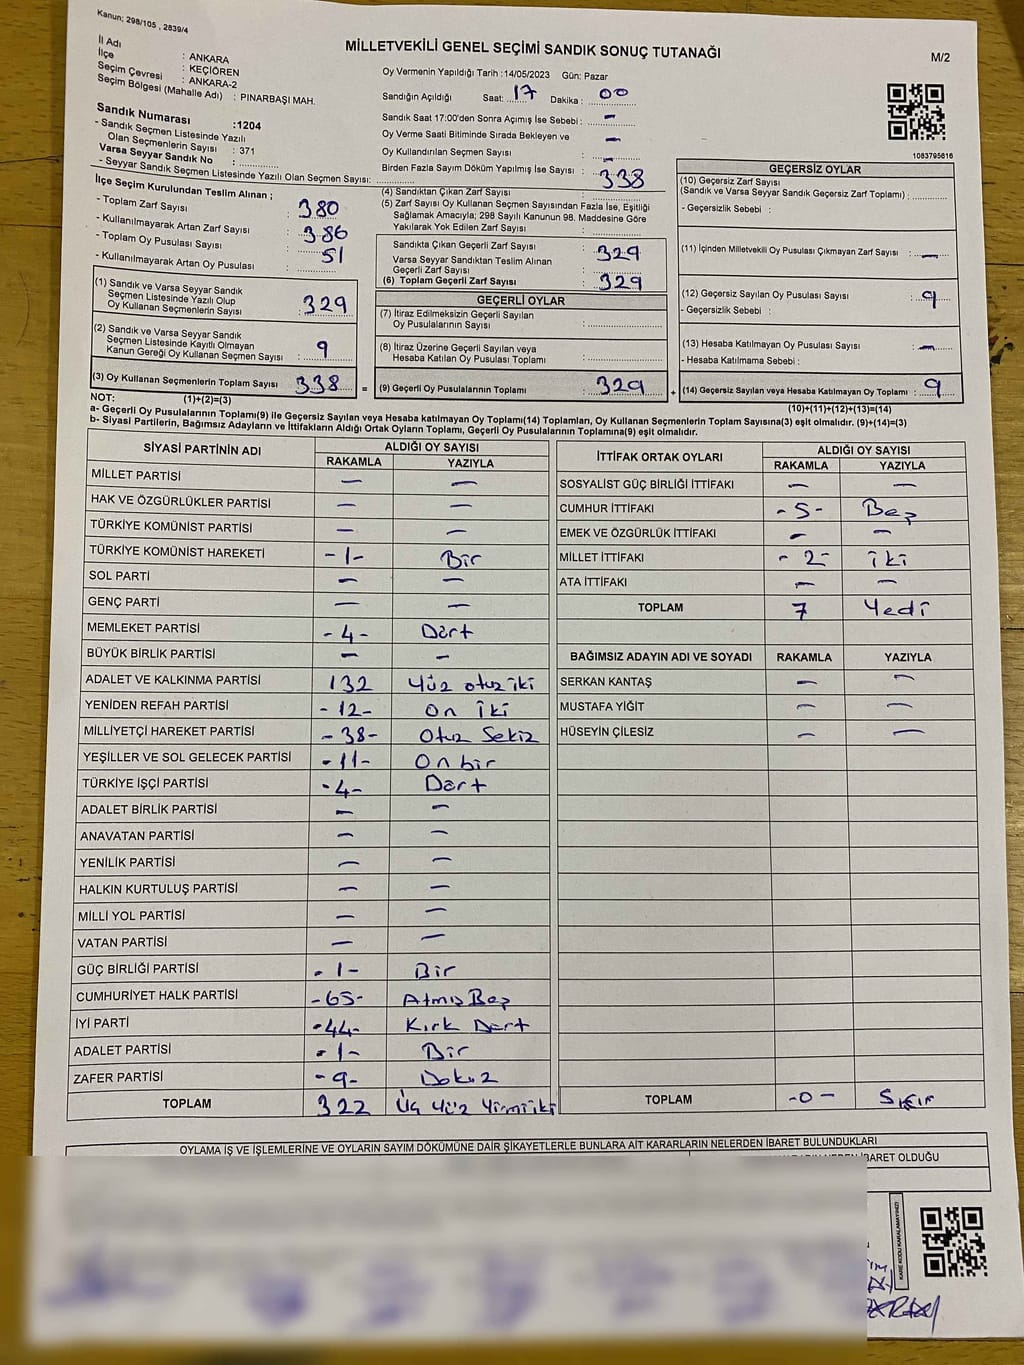 Kanun; 298/105 , 2839/4
MİLLETVEKİLİ GENEL SEÇİMİ SANDIK SONUÇ TUTANAĞI
M/2
İl Adı : ANKARA
İlçe : KEÇİÖREN
Seçim Çevresi : ANKARA-2
Seçim Bölgesi (Mahalle Adı) : PINARBAŞI MAH.
Sandık Numarası :1204
- Sandık Seçmen Listesinde Yazılı
Olan Seçmenlerin Sayısı : 371
Varsa Seyyar Sandık No :
- Seyyar Sandık Seçmen Listesinde Yazılı Olan Seçmen Sayısı:
Oy Vermenin Yapıldığı Tarih :14/05/2023 Gün: Pazar
Sandığın Açıldığı Saat: 17 Dakika : 00
Sandık Saat 17:00'den Sonra Açımış İse Sebebi : -
Oy Verme Saati Bitiminde Sırada Bekleyen ve
Oy Kullandırılan Seçmen Sayısı : -
Birden Fazla Sayım Döküm Yapılmış İse Sayısı : -
1083795616
İlçe Seçim Kurulundan Teslim Alınan ;
- Toplam Zarf Sayısı : 380
- Kullanılmayarak Artan Zarf Sayısı
- Toplam Oy Pusulası Sayısı : 386
- Kullanılmayarak Artan Oy Pusulası : 51
(1) Sandık ve Varsa Seyyar Sandık
Seçmen Listesinde Yazılı Olup
Oy Kullanan Seçmenlerin Sayısı : 329
(2) Sandık ve Varsa Seyyar Sandık
Seçmen Listesinde Kayıtlı Olmayan
Kanun Gereği Oy Kullanan Seçmen Sayısı : 9
(3) Oy Kullanan Seçmenlerin Toplam Sayısı 338 =
(4) Sandıktan Çıkan Zarf Sayısı : 338
(5) Zarf Sayısı Oy Kullanan Seçmen Sayısından Fazla İse, Eşitliği
Sağlamak Amacıyla; 298 Sayılı Kanunun 98. Maddesine Göre
Yakılarak Yok Edilen Zarf Sayısı :
Sandıkta Çıkan Geçerli Zarf Sayısı : 329
Varsa Seyyar Sandıktan Teslim Alınan
Geçerli Zarf Sayısı :
(6) Toplam Geçerli Zarf Sayısı : 329
GEÇERLİ OYLAR
(7) İtiraz Edilmeksizin Geçerli Sayılan
Oy Pusulalarının Sayısı :
(8) İtiraz Üzerine Geçerli Sayılan veya
Hesaba Katılan Oy Pusulası Toplamı :
(9) Geçerli Oy Pusulalarının Toplamı : 329 +
GEÇERSİZ OYLAR
(10) Geçersiz Zarf Sayısı
(Sandık ve Varsa Seyyar Sandık Geçersiz Zarf Toplamı) :
- Geçersizlik Sebebi :
(11) İçinden Milletvekili Oy Pusulası Çıkmayan Zarf Sayısı : -
(12) Geçersiz Sayılan Oy Pusulası Sayısı : 9
- Geçersizlik Sebebi :
(13) Hesaba Katılmayan Oy Pusulası Sayısı : -
- Hesaba Katılmama Sebebi :
(14) Geçersiz Sayılan veya Hesaba Katılmayan Oy Toplamı : 9
NOT: (1)+(2)=(3)
(10)+(11)+(12)+(13)=(14)
a- Geçerli Oy Pusulalarının Toplamı(9) ile Geçersiz Sayılan veya Hesaba katılmayan Oy Toplamı(14) Toplamları, Oy Kullanan Seçmenlerin Toplam Sayısına(3) eşit olmalıdır. (9)+(14)=(3)
b- Siyasi Partilerin, Bağımsız Adayların ve İttifakların Aldığı Ortak Oyların Toplamı, Geçerli Oy Pusulalarının Toplamına(9) eşit olmalıdır.
SİYASİ PARTİNİN ADI ALDIĞI OY SAYISI
RAKAMLA YAZIYLA
MİLLET PARTİSİ - -
HAK VE ÖZGÜRLÜKLER PARTİSİ - -
TÜRKİYE KOMÜNİST PARTİSİ - -
TÜRKİYE KOMÜNİST HAREKETİ -1- Bir
SOL PARTİ - -
GENÇ PARTİ - -
MEMLEKET PARTİSİ -4- Dört
BÜYÜK BİRLİK PARTİSİ - -
ADALET VE KALKINMA PARTİSİ 132 Yüz otuz iki
YENİDEN REFAH PARTİSİ -12- On İki
MİLLİYETÇİ HAREKET PARTİSİ -38- Otuz Sekiz
YEŞİLLER VE SOL GELECEK PARTİSİ -11- On bir
TÜRKİYE İŞÇİ PARTİSİ -4- Dört
ADALET BİRLİK PARTİSİ - -
ANAVATAN PARTİSİ - -
YENİLİK PARTİSİ - -
HALKIN KURTULUŞ PARTİSİ - -
MİLLİ YOL PARTİSİ - -
VATAN PARTİSİ - -
GÜÇ BİRLİĞİ PARTİSİ -1- Bir
CUMHURİYET HALK PARTİSİ -65- Atmış Beş
İYİ PARTİ -44- Kırk Dört
ADALET PARTİSİ -1- Bir
ZAFER PARTİSİ -9- Dokuz
TOPLAM 322 Üç Yüz Yirmi iki
İTTİFAK ORTAK OYLARI ALDIĞI OY SAYISI
RAKAMLA YAZIYLA
SOSYALİST GÜÇ BİRLİĞİ İTTİFAKI - -
CUMHUR İTTİFAKI -5- Beş
EMEK VE ÖZGÜRLÜK İTTİFAKI - -
MİLLET İTTİFAKI -2- İki
ATA İTTİFAKI - -
TOPLAM 7 Yedi
BAĞIMSIZ ADAYIN ADI VE SOYADI RAKAMLA YAZIYLA
SERKAN KANTAŞ - -
MUSTAFA YİĞİT - -
HÜSEYİN ÇİLESİZ - -
TOPLAM -0- Sıfır
OYLAMA İŞ VE İŞLEMLERİNE VE OYLARIN SAYIM DÖKÜMÜNE DAİR ŞİKAYETLERLE BUNLARA AİT KARARLARIN NELERDEN İBARET BULUNDUKLARI
İBARET OLDUĞU
KARE KODU KARALAMAYINIZ!